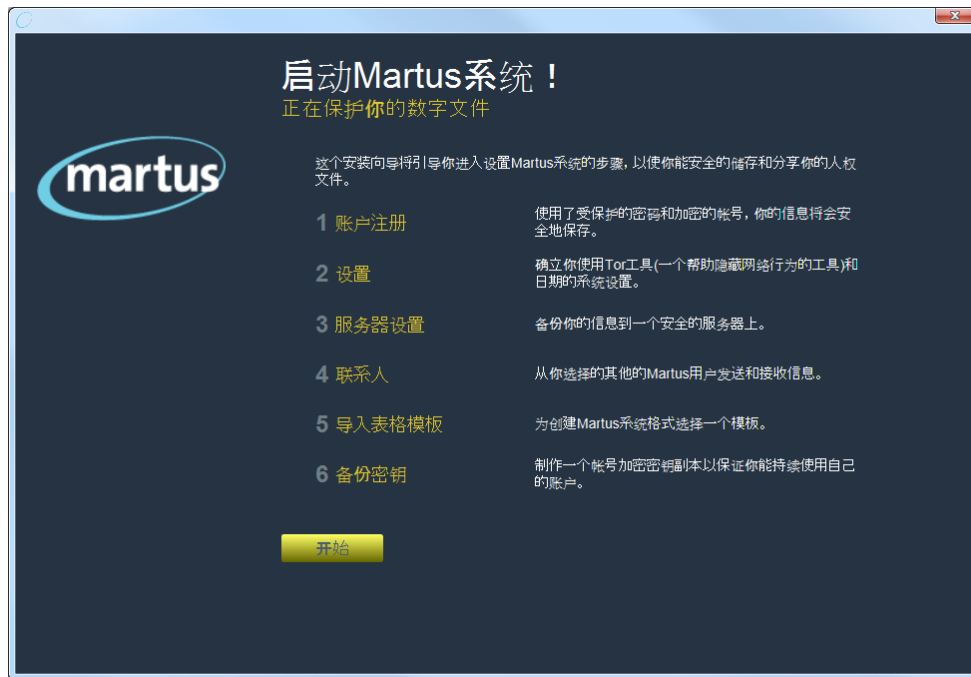 启动Martus系统！
正在保护你的数字文件
martus
这个安装向导将引导你进入设置Martus系统的步骤, 以使你能安全的储存和分享你的人权
文件。
1 账户注册
使用了受保护的密码和加密的帐号, 你的信息将会安
全地保存。
2 设置
确立你使用Tor工具(一个帮助隐藏网络行为的工具)和
日期的系统设置。
3 服务器设置
备份你的信息到一个安全的服务器上。
4 联系人
从你选择的其他的Martus用户发送和接收信息。
5 导入表格模板
为创建Martus系统格式选择一个模板。
6 备份密钥
制作一个帐号加密密钥副本以保证你能持续使用自己
的账户。
开始